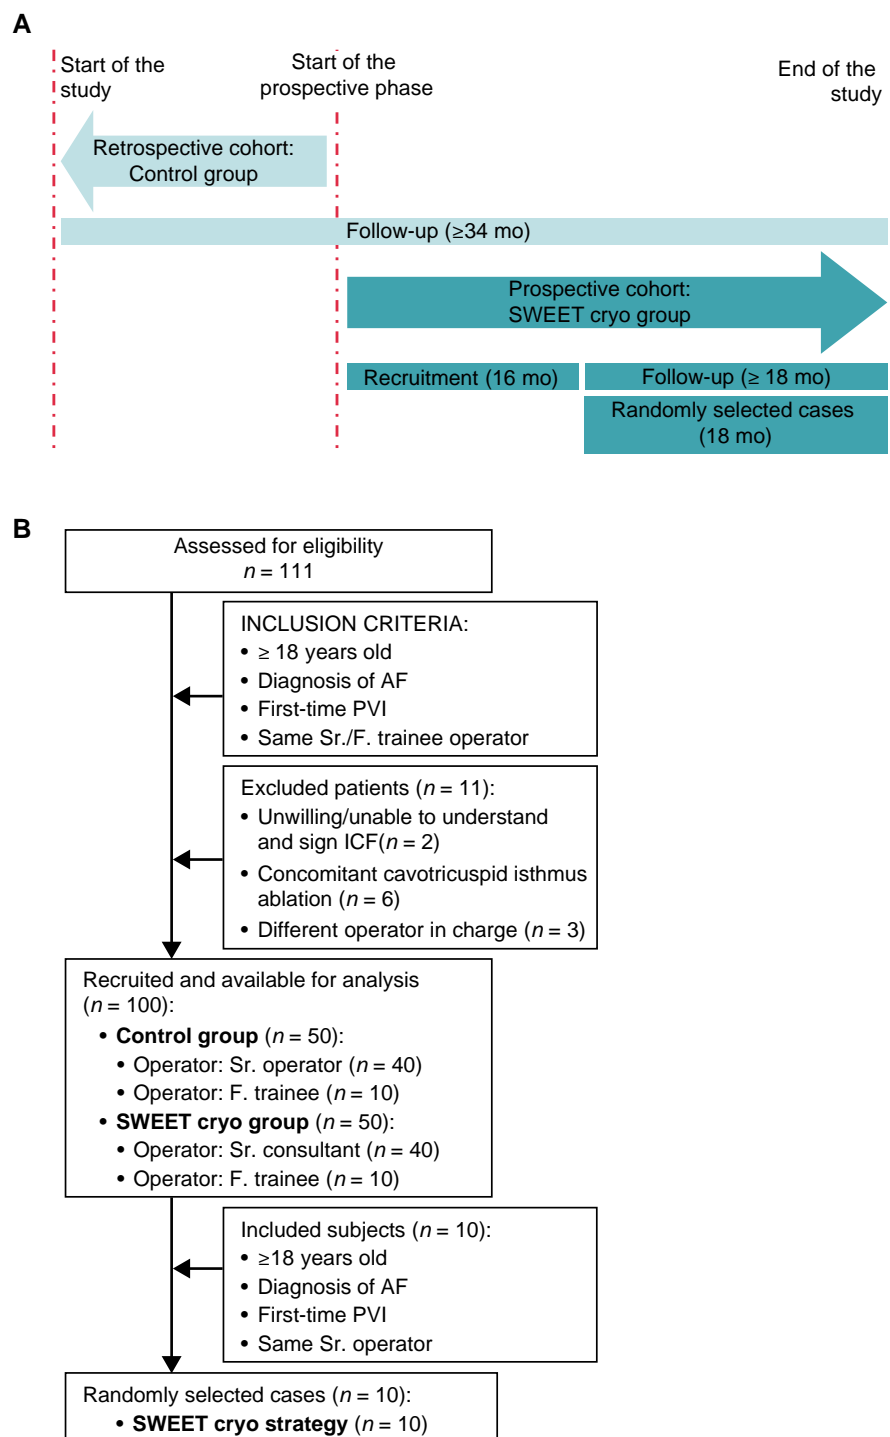 A
Start of the
study
Start of the
prospective phase
End of the
study
Retrospective cohort:
Control group
Follow-up (≥34 mo)
Prospective cohort:
SWEET cryo group
Recruitment (16 mo)
Follow-up (≥ 18 mo)
Randomly selected cases
(18 mo)
B
Assessed for eligibility
n = 111
INCLUSION CRITERIA:
• ≥ 18 years old
• Diagnosis of AF
• First-time PVI
• Same Sr./F. trainee operator
Excluded patients (n = 11):
• Unwilling/unable to understand
and sign ICF(n = 2)
• Concomitant cavotricuspid isthmus
ablation (n = 6)
• Different operator in charge (n = 3)
Recruited and available for analysis
(n = 100):
• Control group (n = 50):
• Operator: Sr. operator (n = 40)
• Operator: F. trainee (n = 10)
• SWEET cryo group (n = 50):
• Operator: Sr. consultant (n = 40)
• Operator: F. trainee (n = 10)
Included subjects (n = 10):
• ≥18 years old
• Diagnosis of AF
• First-time PVI
• Same Sr. operator
Randomly selected cases (n = 10):
• SWEET cryo strategy (n = 10)